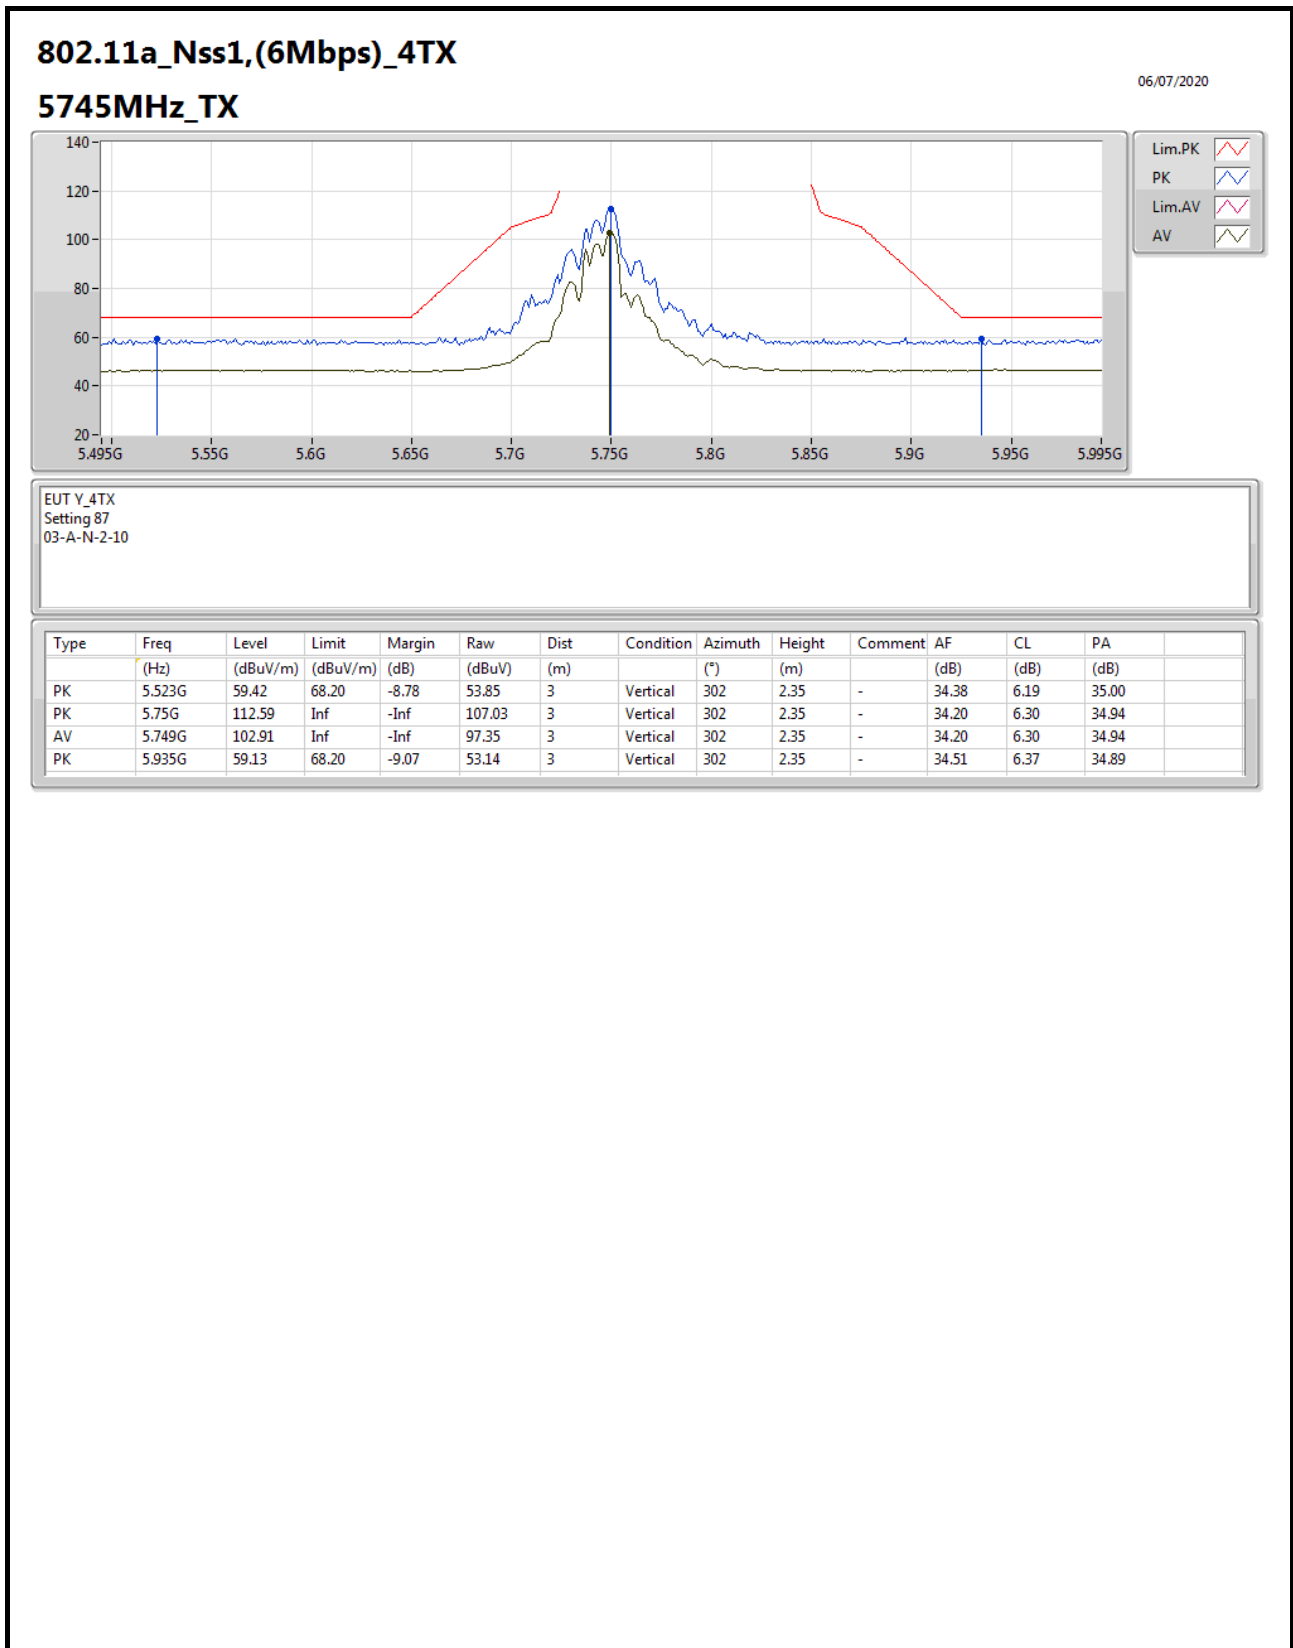 802.11a_Nss1,(6Mbps)_4TX
06/07/2020
5745MHz_TX
140
120
100
80
60
40
20
5.495G 5.55G 5.6G 5.65G 5.7G 5.75G 5.8G 5.85G 5.9G 5.95G 5.995G
Lim.PK
PK
Lim.AV
AV
EUT Y_4TX
Setting 87
03-A-N-2-10
Type Freq Level Limit Margin Raw Dist Condition Azimuth Height Comment AF CL PA
(Hz) (dBuV/m) (dBuV/m) (dB) (dBuV) (m) (°) (m) (dB) (dB) (dB)
PK 5.523G 59.42 68.20 -8.78 53.85 3 Vertical 302 2.35 - 34.38 6.19 35.00
PK 5.75G 112.59 Inf -Inf 107.03 3 Vertical 302 2.35 - 34.20 6.30 34.94
AV 5.749G 102.91 Inf -Inf 97.35 3 Vertical 302 2.35 - 34.20 6.30 34.94
PK 5.935G 59.13 68.20 -9.07 53.14 3 Vertical 302 2.35 - 34.51 6.37 34.89